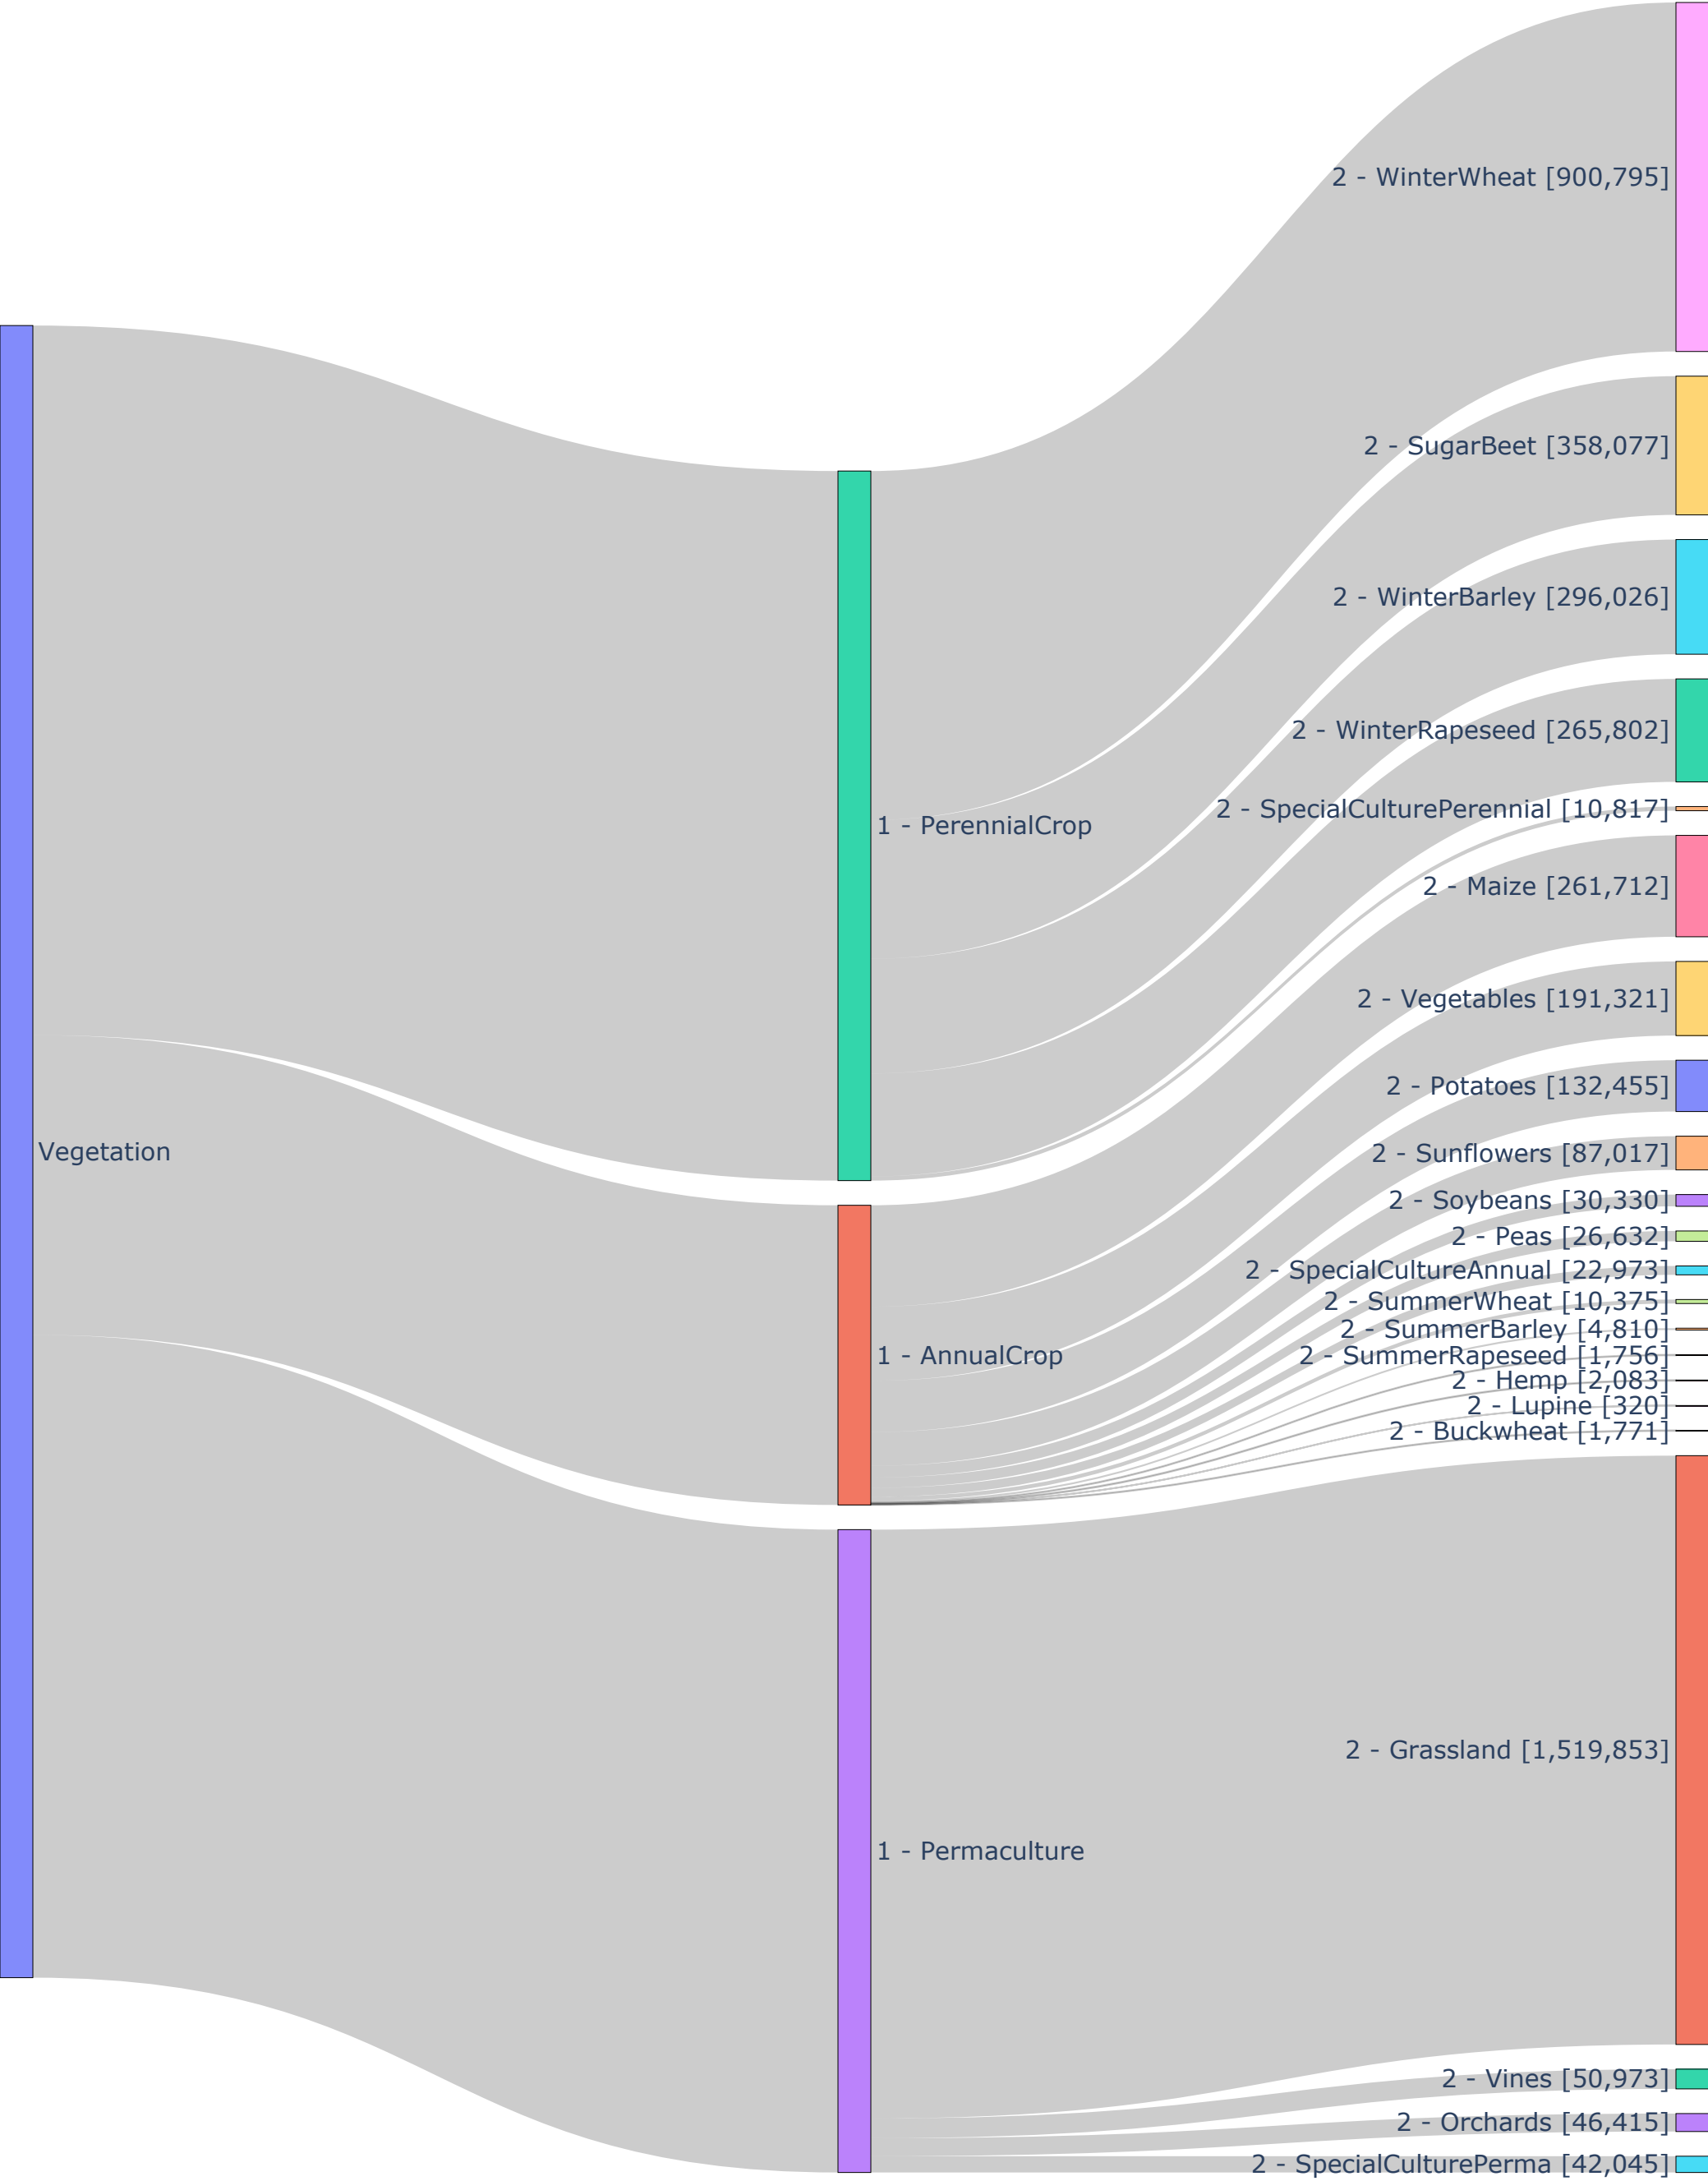 Vegetation
1 - PerennialCrop
1 - AnnualCrop
1 - Permaculture
2 - WinterWheat [900,795]
2 - SugarBeet [358,077]
2 - WinterBarley [296,026]
2 - WinterRapeseed [265,802]
2 - SpecialCulturePerennial [10,817]
2 - Maize [261,712]
2 - Vegetables [191,321]
2 - Potatoes [132,455]
2 - Sunflowers [87,017]
2 - Soybeans [30,330]
2 - Peas [26,632]
2 - SpecialCultureAnnual [22,973]
2 - SummerWheat [10,375]
2 - SummerBarley [4,810]
2 - SummerRapeseed [1,756]
2 - Hemp [2,083]
2 - Lupine [320]
2 - Buckwheat [1,771]
2 - Grassland [1,519,853]
2 - Vines [50,973]
2 - Orchards [46,415]
2 - SpecialCulturePerma [42,045]